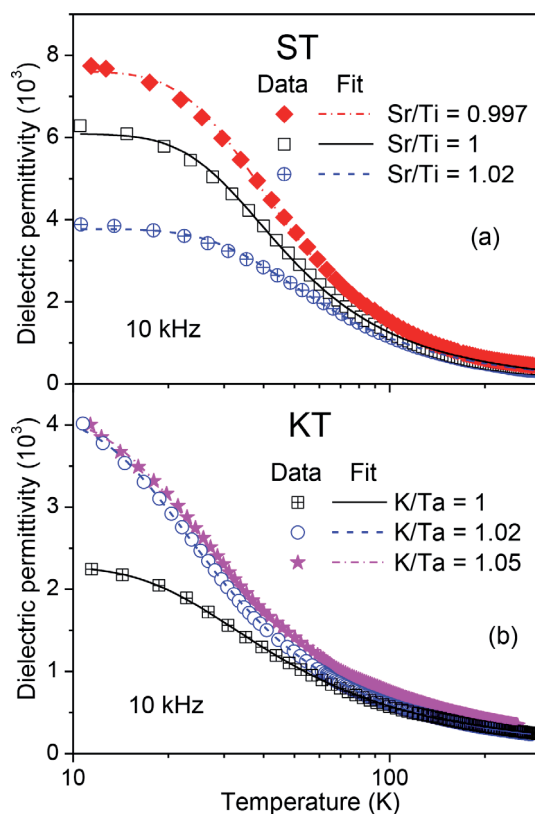 ST
Data Fit
Sr/Ti = 0.997
Sr/Ti = 1
Sr/Ti = 1.02
(a)
10 kHz
Dielectric permittivity (10³)
8
6
4
2
0
KT
Data Fit
K/Ta = 1
K/Ta = 1.02
K/Ta = 1.05
(b)
10 kHz
Dielectric permittivity (10³)
4
3
2
1
0
10 100
Temperature (K)